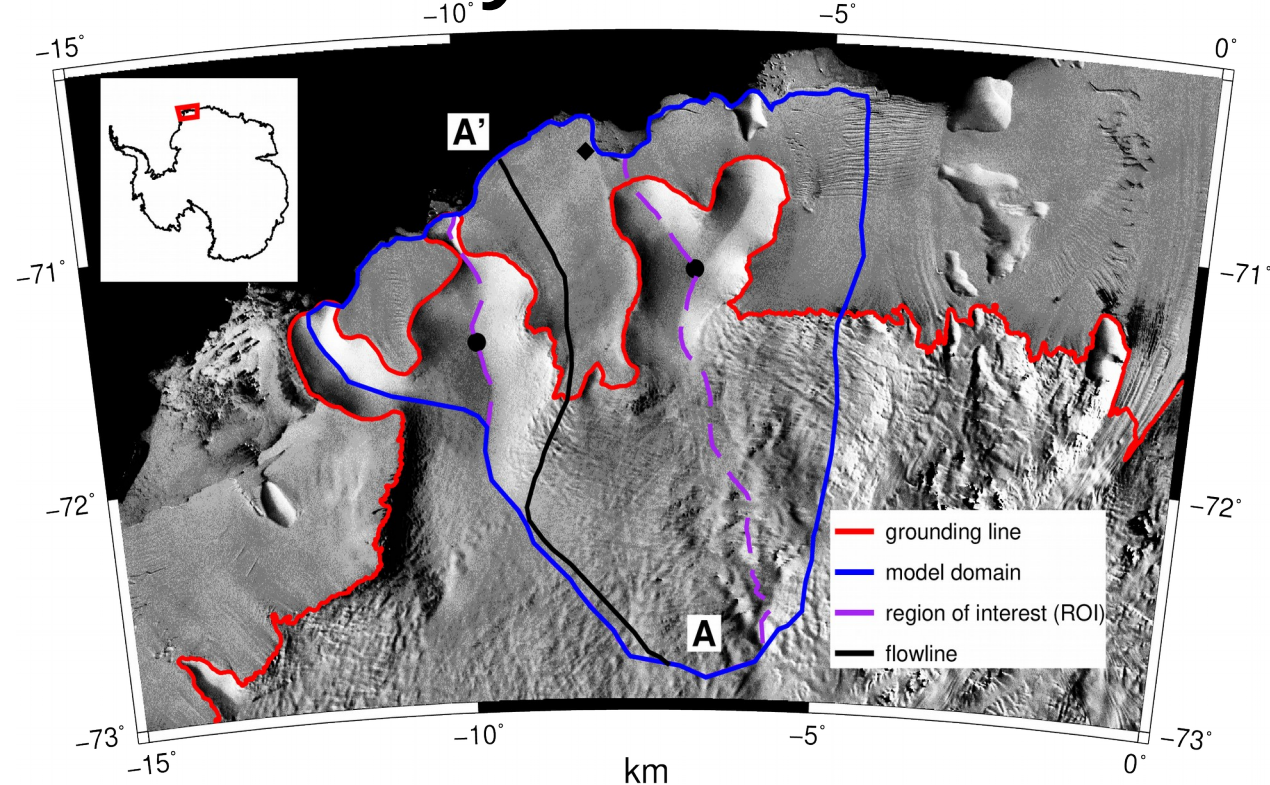 −10° −5°
−15° 0°
A’
−71° −71°
−72° −72°
grounding line
model domain
region of interest (ROI)
A
flowline
−73° −73°
−15° −10° −5° 0°
km